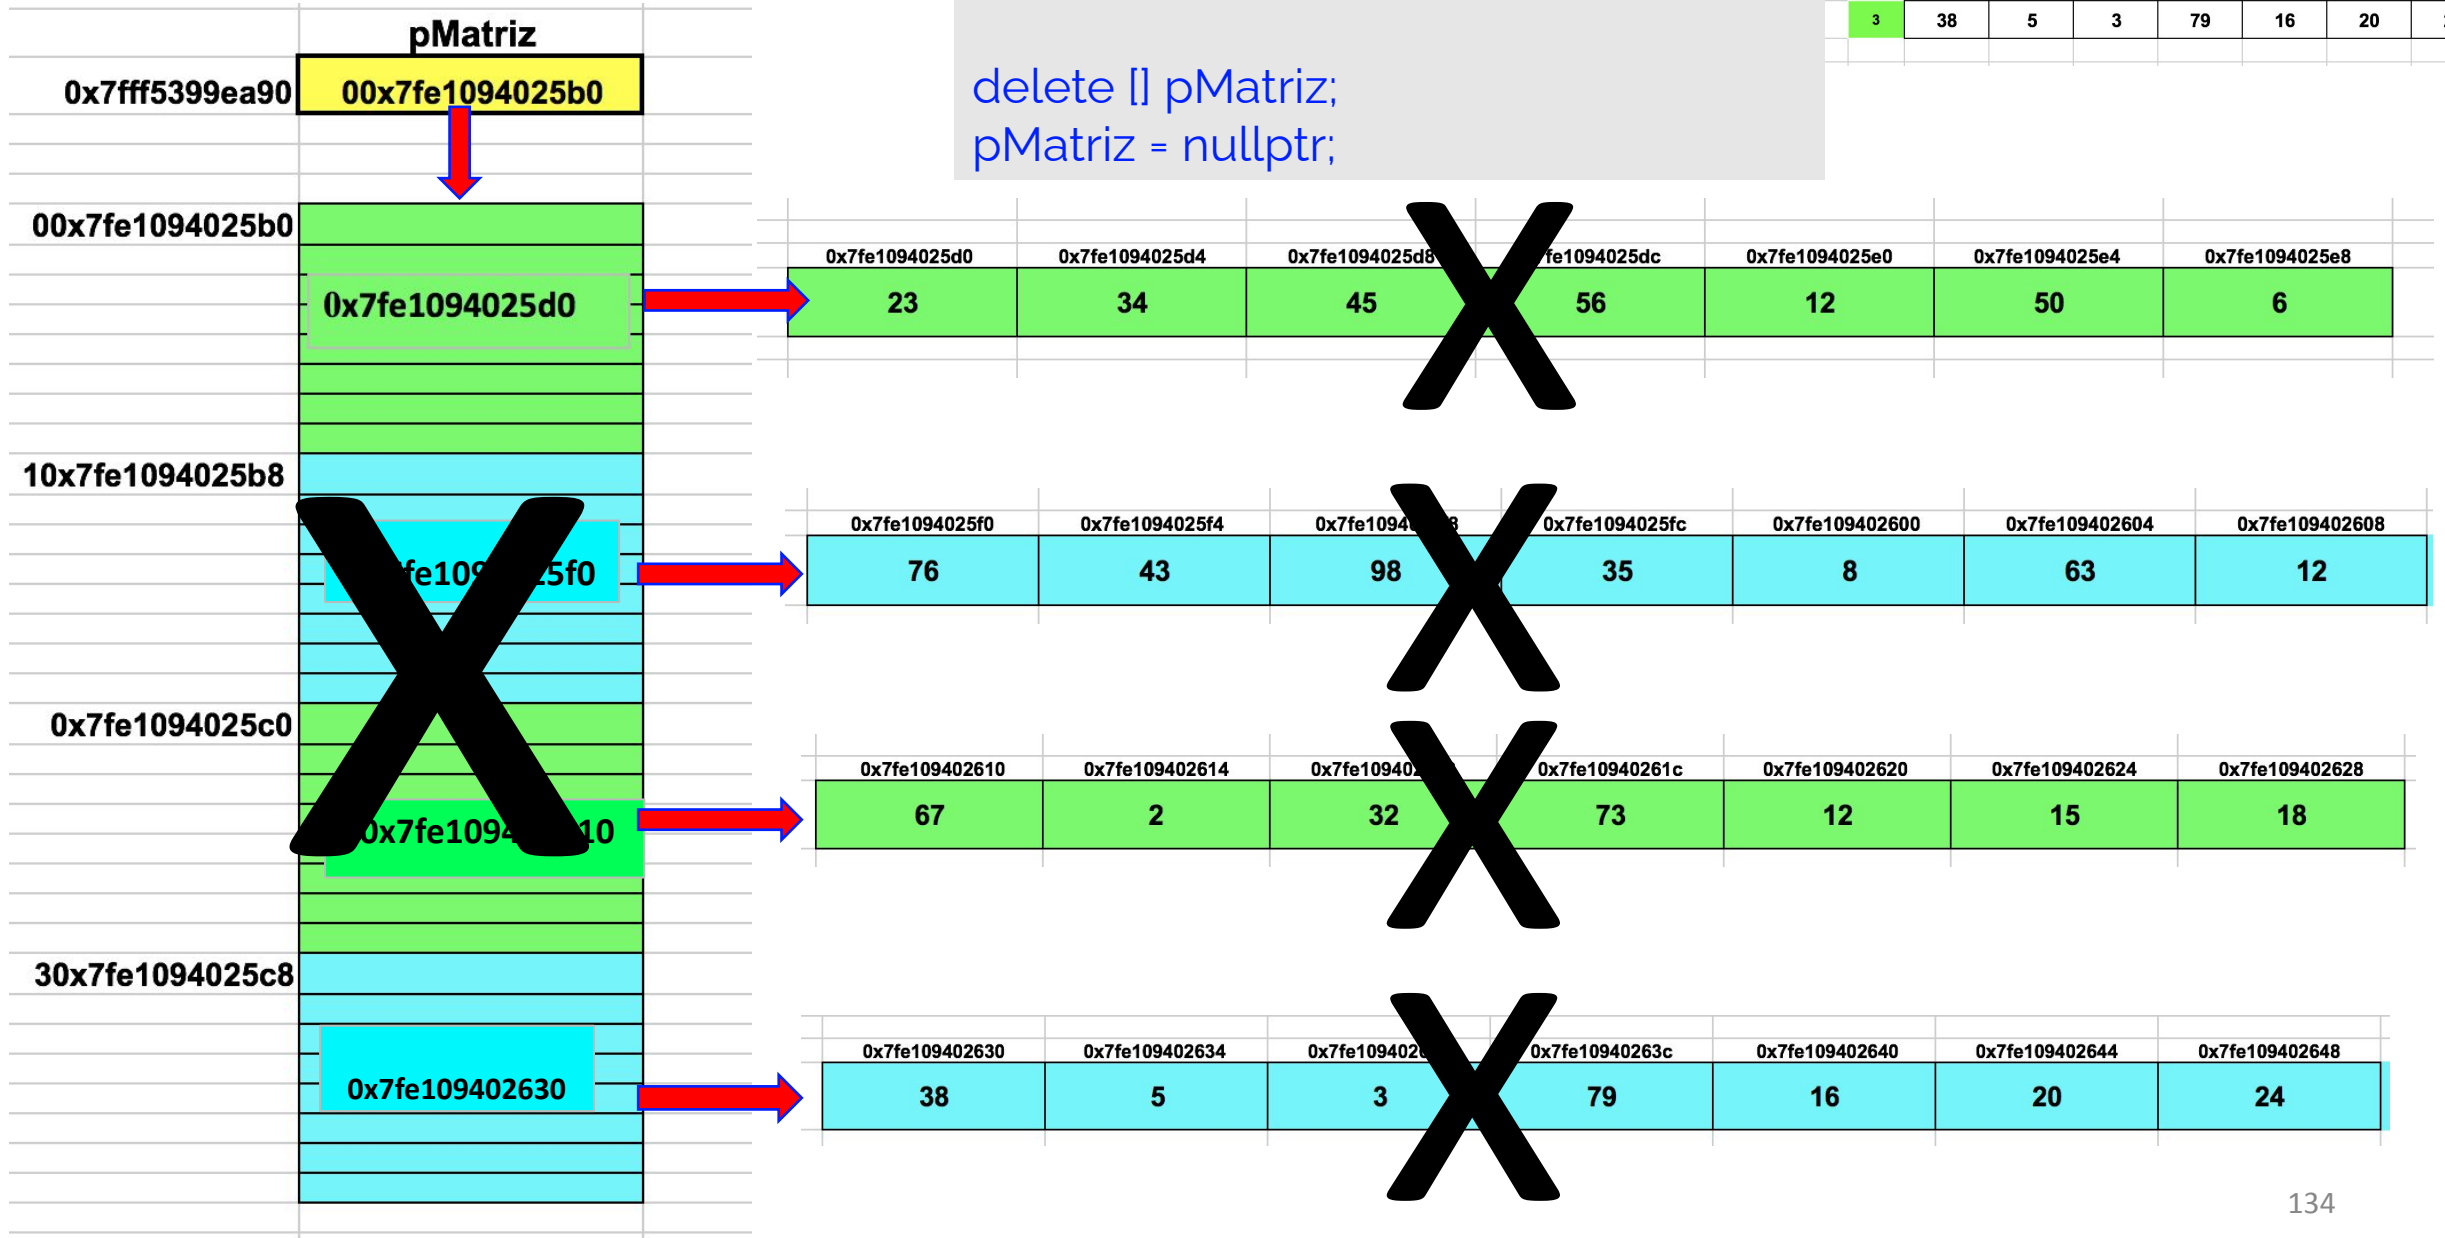 3 38 5 3 79 16 20
pMatriz
0x7fff5399ea90 00x7fe1094025b0
delete [] pMatriz;
pMatriz = nullptr;
00x7fe1094025b0
0x7fe1094025d0 0x7fe1094025d4 0x7fe1094025d8 fe1094025dc 0x7fe1094025e0 0x7fe1094025e4 0x7fe1094025e8
0x7fe1094025d0 23 34 45 56 12 50 6
10x7fe1094025b8
0x7fe1094025f0 0x7fe1094025f4 0x7fe1094025fc 0x7fe109402600 0x7fe109402604 0x7fe109402608
76 43 98 35 8 63 12
0x7fe1094025c0
0x7fe109402610 0x7fe109402614 0x7fe10940261c 0x7fe109402620 0x7fe109402624 0x7fe109402628
67 2 32 73 12 15 18
30x7fe1094025c8
0x7fe109402630 0x7fe109402634 0x7fe10940263c 0x7fe109402640 0x7fe109402644 0x7fe109402648
0x7fe109402630 38 5 3 79 16 20 24
134